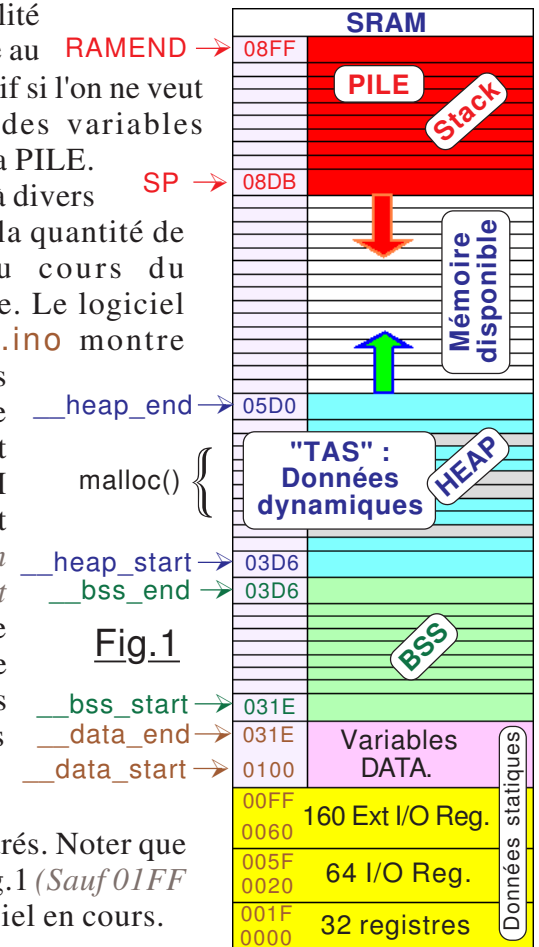 lité
e au
if si l'on ne veut
des variables
a PILE.
à divers
la quantité de
u cours du
e. Le logiciel
.ino montre
s
e
t
I
t
n
t
e
e
s
s
rés. Noter que
g.1 (Sauf 01FF
iel en cours.
SRAM
RAMEND
08FF
PILE
Stack
SP
08DB
Mémoire
disponible
__heap_end
05D0
malloc() {
"TAS" :
Données
dynamiques
HEAP
__heap_start
03D6
__bss_end
03D6
Fig.1
BSS
__bss_start
031E
__data_end
031E
Variables
DATA.
__data_start
0100
00FF
160 Ext I/O Reg.
0060
005F
64 I/O Reg.
0020
001F
32 registres
0000
Données statiques